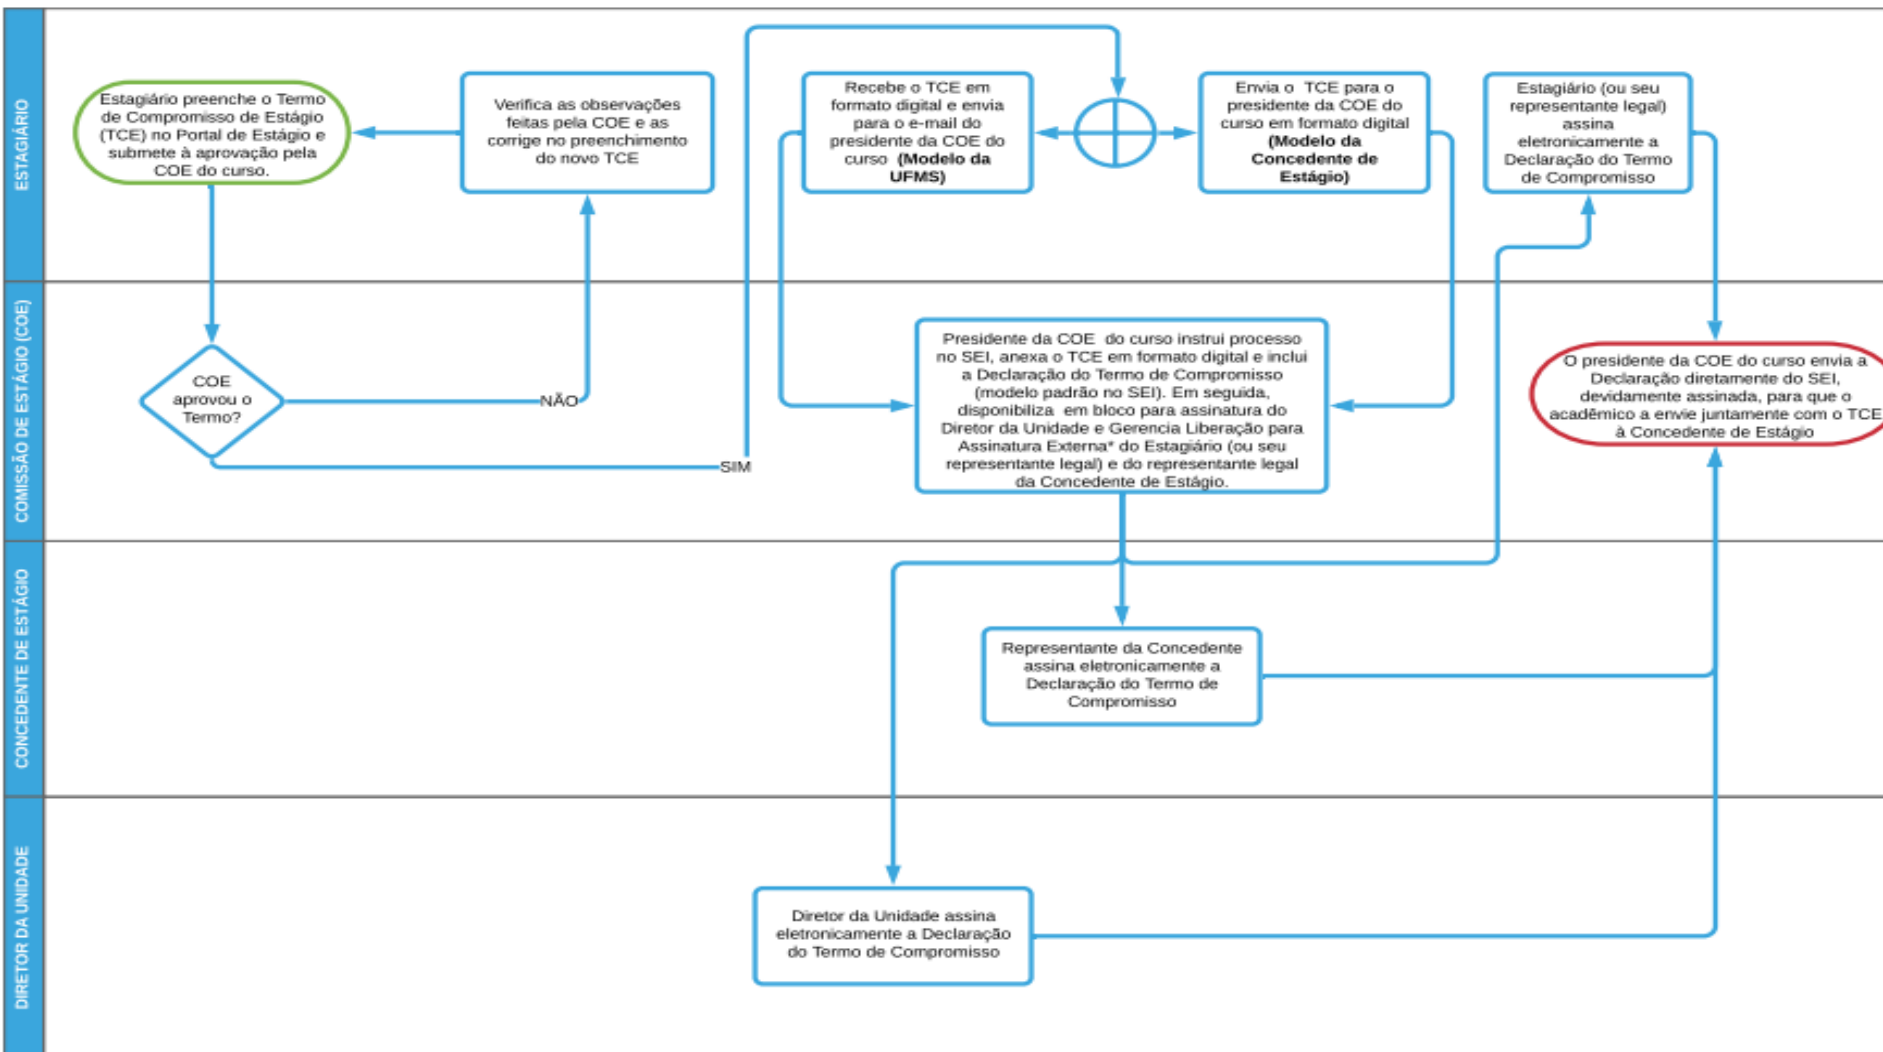 ESTAGIÁRIO
Estagiário preenche o Termo
de Compromisso de Estágio
(TCE) no Portal de Estágio e
submete à aprovação pela
COE do curso.
Verifica as observações
feitas pela COE e as
corrige no preenchimento
do novo TCE
Recebe o TCE em
formato digital e envia
para o e-mail do
presidente da COE do
curso (Modelo da
UFMS)
Envia o TCE para o
presidente da COE do
curso em formato digital
(Modelo da
Concedente de
Estágio)
Estagiário (ou seu
representante legal)
assina
eletronicamente a
Declaração do Termo
de Compromisso
COMISSÃO DE ESTÁGIO (COE)
COE
aprovou o
Termo?
NÃO
SIM
Presidente da COE do curso instrui processo
no SEI, anexa o TCE em formato digital e inclui
a Declaração do Termo de Compromisso
(modelo padrão no SEI). Em seguida,
disponibiliza em bloco para assinatura do
Diretor da Unidade e Gerencia Liberação para
Assinatura Externa* do Estagiário (ou seu
representante legal) e do representante legal
da Concedente de Estágio.
O presidente da COE do curso envia a
Declaração diretamente do SEI,
devidamente assinada, para que o
acadêmico a envie juntamente com o TCE
à Concedente de Estágio
CONCEDENTE DE ESTÁGIO
Representante da Concedente
assina eletronicamente a
Declaração do Termo de
Compromisso
DIRETOR DA UNIDADE
Diretor da Unidade assina
eletronicamente a Declaração
do Termo de Compromisso